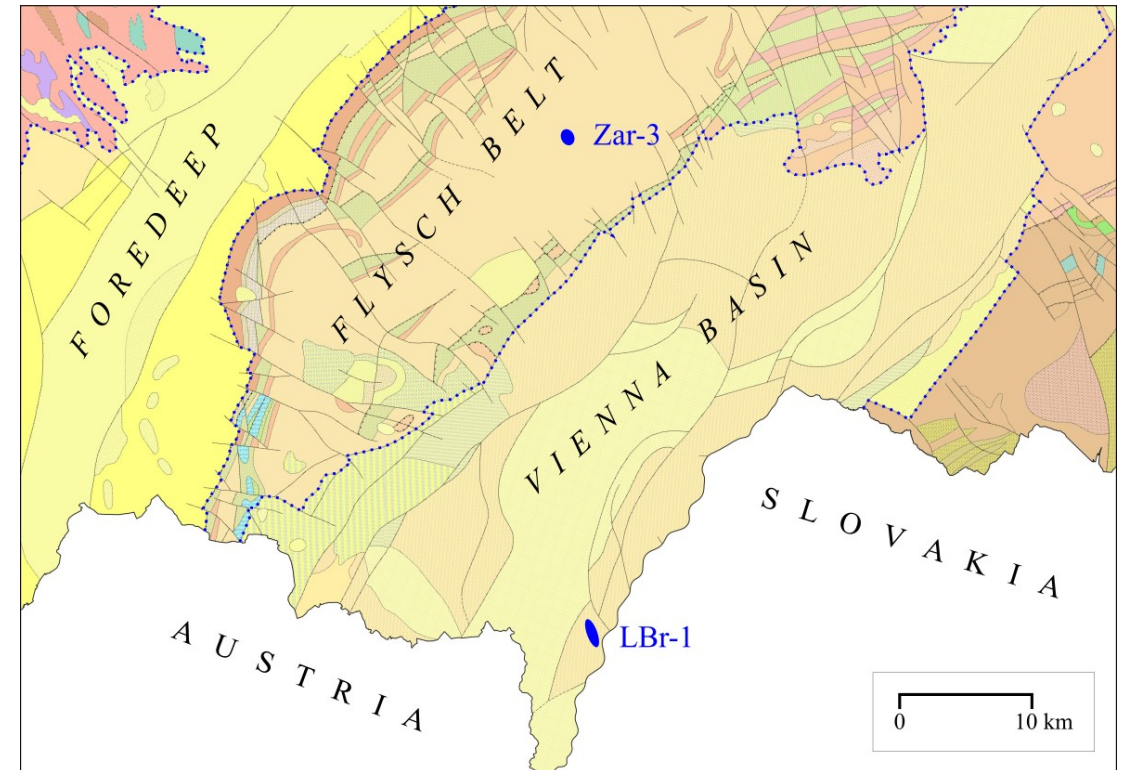 FOREDEEP
FLYSCH BELT
Zar-3
VIENNA BASIN
SLOVAKIA
AUSTRIA
LBr-1
0 10 km